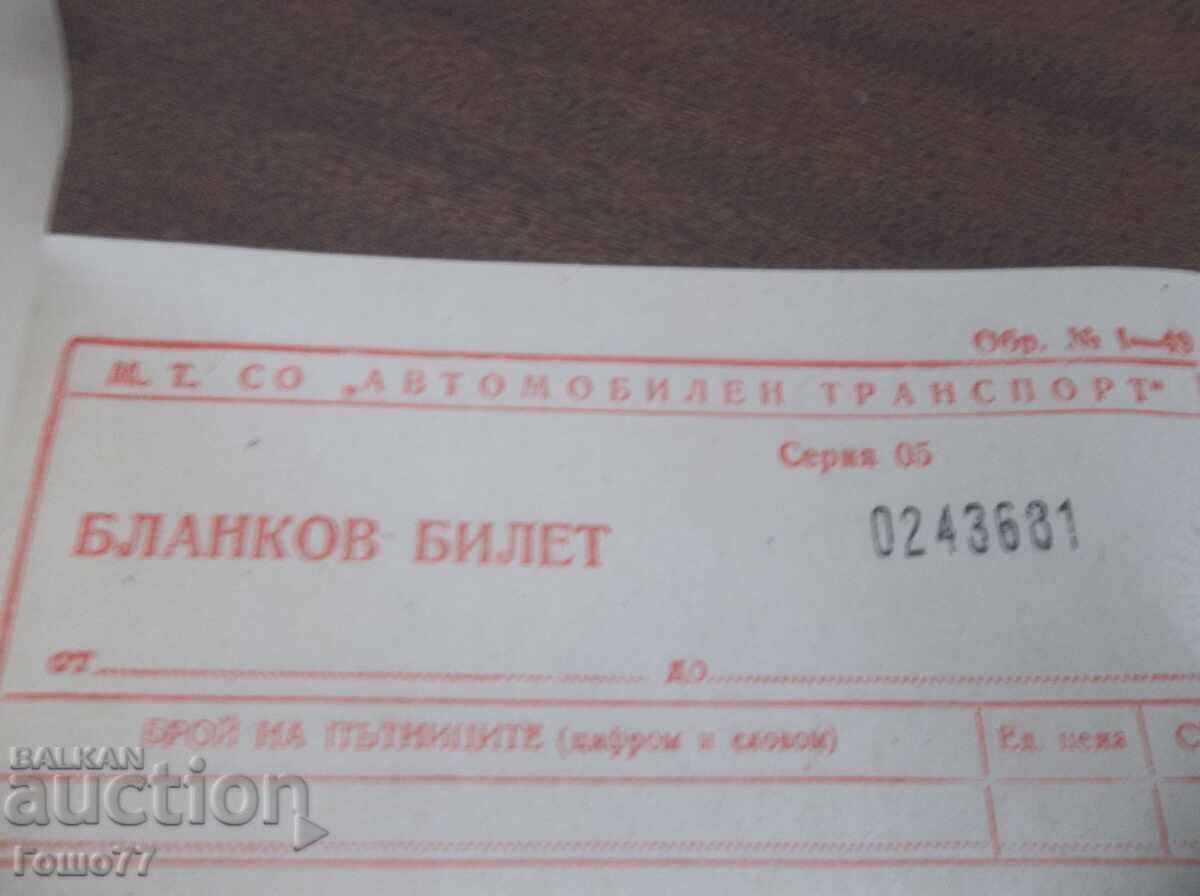 Обр. № 1—49
М. Т. СО „АВТОМОБИЛЕН ТРАНСПОРТ“
Серия 05
БЛАНКОВ БИЛЕТ 0243631
от до
БРОЙ НА ПЪТНИЦИТЕ (цифром и словом) Ед. цена С
BALKAN
auction
Гошо77